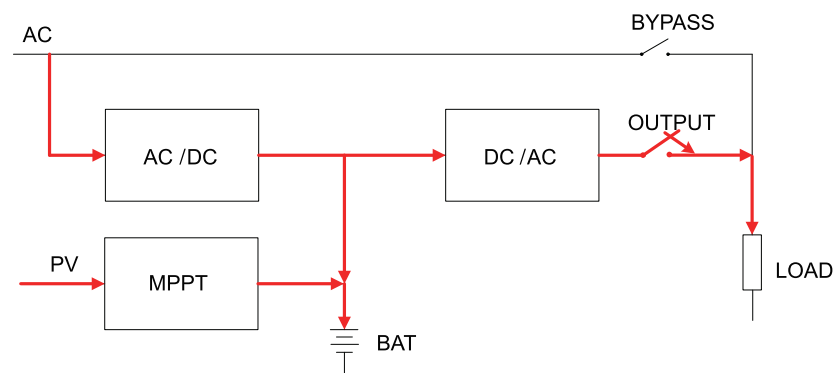 BYPASS
AC
OUTPUT
AC /DC
DC /AC
PV
MPPT
LOAD
BAT